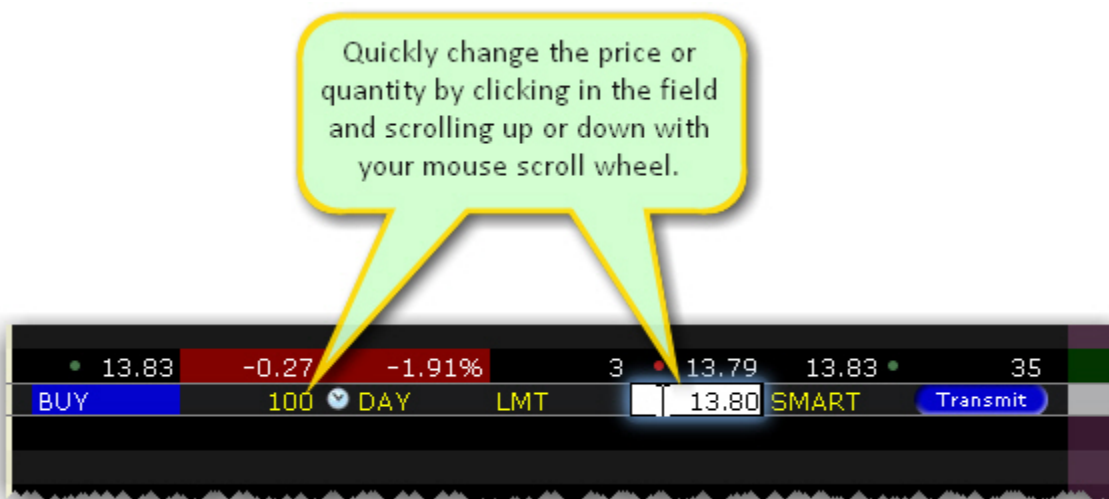 Quickly change the price or
quantity by clicking in the field
and scrolling up or down with
your mouse scroll wheel.
13.83 -0.27 -1.91% 3 13.79 13.83 35
BUY 100 DAY LMT 13.80 SMART Transmit